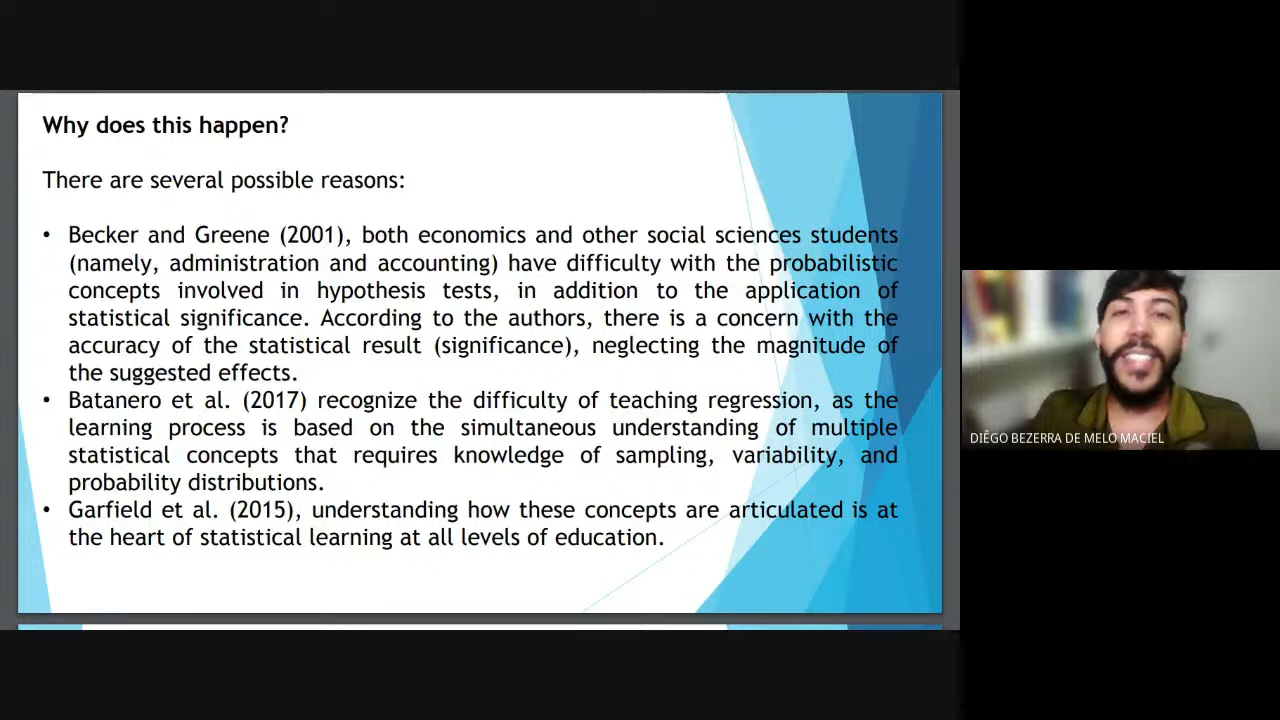 Why does this happen?
There are several possible reasons:
• Becker and Greene (2001), both economics and other social sciences students
(namely, administration and accounting) have difficulty with the probabilistic
concepts involved in hypothesis tests, in addition to the application of
statistical significance. According to the authors, there is a concern with the
accuracy of the statistical result (significance), neglecting the magnitude of
the suggested effects.
• Batanero et al. (2017) recognize the difficulty of teaching regression, as the
learning process is based on the simultaneous understanding of multiple
statistical concepts that requires knowledge of sampling, variability, and
probability distributions.
• Garfield et al. (2015), understanding how these concepts are articulated is at
the heart of statistical learning at all levels of education.
DIÊGO BEZERRA DE MELO MACIEL